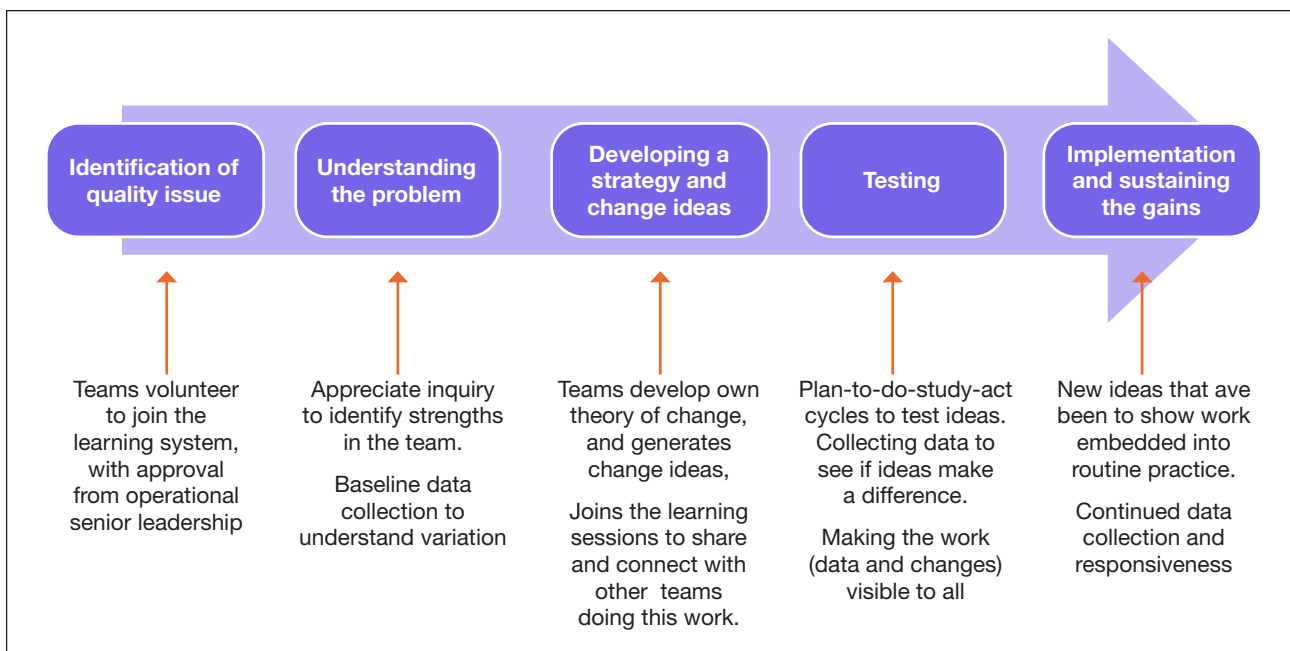 Identification of
quality issue
Understanding
the problem
Developing a
strategy and
change ideas
Testing
Implementation
and sustaining
the gains
Teams volunteer
to join the
learning system,
with approval
from operational
senior leadership
Appreciate inquiry
to identify strengths
in the team.
Baseline data
collection to
understand variation
Teams develop own
theory of change,
and generates
change ideas,
Joins the learning
sessions to share
and connect with
other teams
doing this work.
Plan-to-do-study-act
cycles to test ideas.
Collecting data to
see if ideas make
a difference.
Making the work
(data and changes)
visible to all
New ideas that ave
been to show work
embedded into
routine practice.
Continued data
collection and
responsiveness